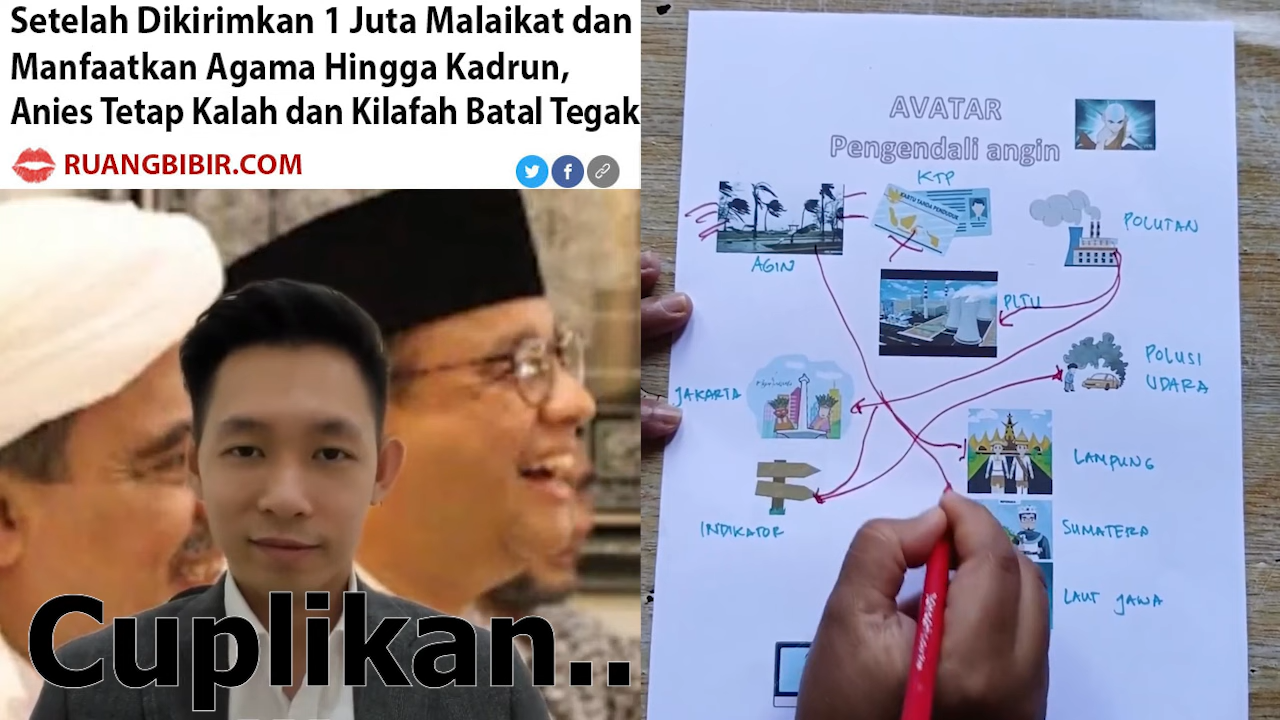 Setelah Dikirimkan 1 Juta Malaikat dan
Manfaatkan Agama Hingga Kadrun,
Anies Tetap Kalah dan Kilafah Batal Tegak
RUANGBIBIR.COM
Cuplikan..
AVATAR
Pengendali angin
KTP
KARTU TANDA PENDUDUK
AGIN
POLUTAN
PLTU
JAKARTA
POLUSI
UDARA
LAMPUNG
INDIKATOR
SUMATERA
LAUT JAWA